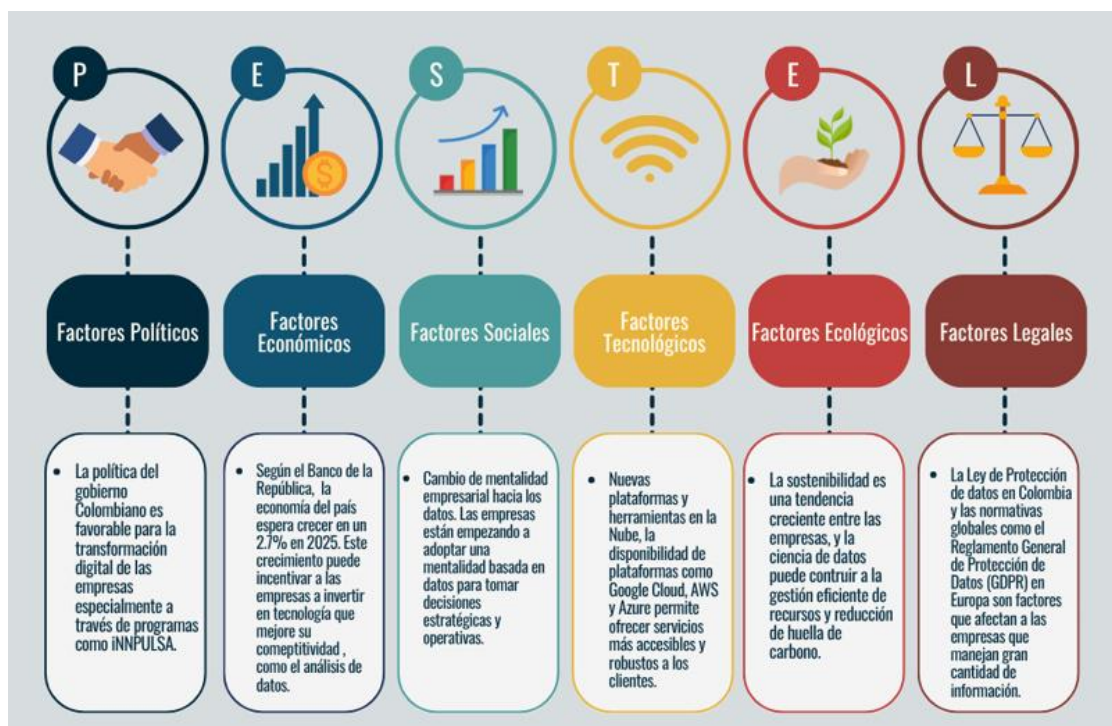 P
E
S
T
E
L
Factores Políticos
Factores
Económicos
Factores Sociales
Factores
Tecnológicos
Factores Ecológicos
Factores Legales
• La política del
gobierno
Colombiano es
favorable para la
transformación
digital de las
empresas
especialmente a
través de programas
como iNNPULSA.
• Según el Banco de la
República, la
economía del país
espera crecer en un
2.7% en 2025. Este
crecimiento puede
incentivar a las
empresas a invertir
en tecnología que
mejore su
comeptitividad ,
como el análisis de
datos.
• Cambio de mentalidad
empresarial hacia los
datos. Las empresas
están empezando a
adoptar una
mentalidad basada en
datos para tomar
decisiones
estratégicas y
operativas.
• Nuevas
plataformas y
herramientas en la
Nube, la
disponibilidad de
plataformas como
Google Cloud, AWS
y Azure permite
ofrecer servicios
más accesibles y
robustos a los
clientes.
• La sostenibilidad es
una tendencia
creciente entre las
empresas, y la
ciencia de datos
puede contruir a la
gestión eficiente de
recursos y reducción
de huella de
carbono.
• La Ley de Protección
de datos en Colombia
y las normativas
globales como el
Reglamento General
de Protección de
Datos (GDPR) en
Europa son factores
que afectan a las
empresas que
manejan gran
cantidad de
información.